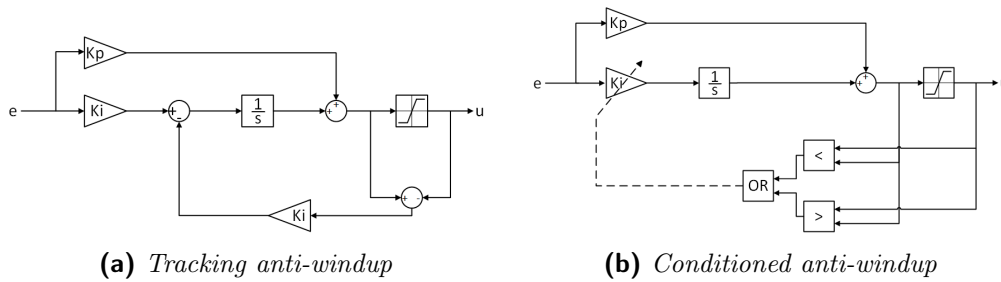 Kp
e
Ki
+
-
1
s
+
+
u
+
-
Ki
(a) Tracking anti-windup
Kp
e
Ki
1
s
+
+
<
OR
>
(b) Conditioned anti-windup